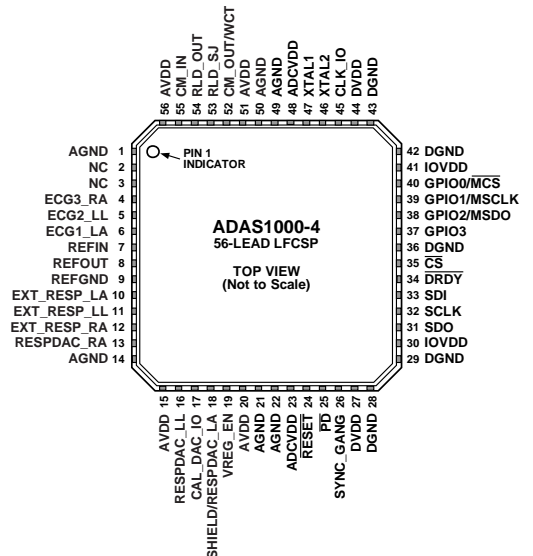 56 AVDD
55 CM_IN
54 RLD_OUT
53 RLD_SJ
52 CM_OUT/WCT
51 AVDD
50 AGND
49 AGND
48 ADCVDD
47 XTAL1
46 XTAL2
45 CLK_IO
44 DVDD
43 DGND
AGND 1
NC 2
NC 3
ECG3_RA 4
ECG2_LL 5
ECG1_LA 6
REFIN 7
REFOUT 8
REFGND 9
EXT_RESP_LA 10
EXT_RESP_LL 11
EXT_RESP_RA 12
RESPDAC_RA 13
AGND 14
PIN 1
INDICATOR
ADAS1000-4
56-LEAD LFCSP
TOP VIEW
(Not to Scale)
42 DGND
41 IOVDD
40 GPIO0/MCS
39 GPIO1/MSCLK
38 GPIO2/MSDO
37 GPIO3
36 DGND
35 CS
34 DRDY
33 SDI
32 SCLK
31 SDO
30 IOVDD
29 DGND
AVDD 15
RESPDAC_LL 16
CAL_DAC_IO 17
SHIELD/RESPDAC_LA 18
VREG_EN 19
AVDD 20
AGND 21
AGND 22
ADCVDD 23
RESET 24
PD 25
SYNC_GANG 26
DVDD 27
DGND 28